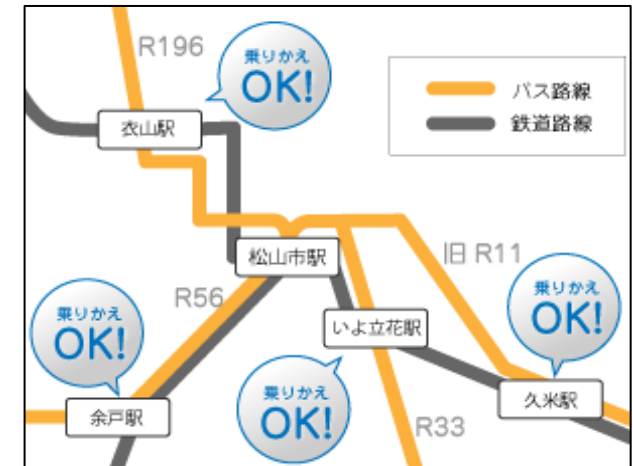 R196
乗りかえ
OK!
バス路線
鉄道路線
衣山駅
松山市駅
旧 R11
R56
乗りかえ
OK!
乗りかえ
OK!
いよ立花駅
余戸駅
乗りかえ
OK!
久米駅
R33